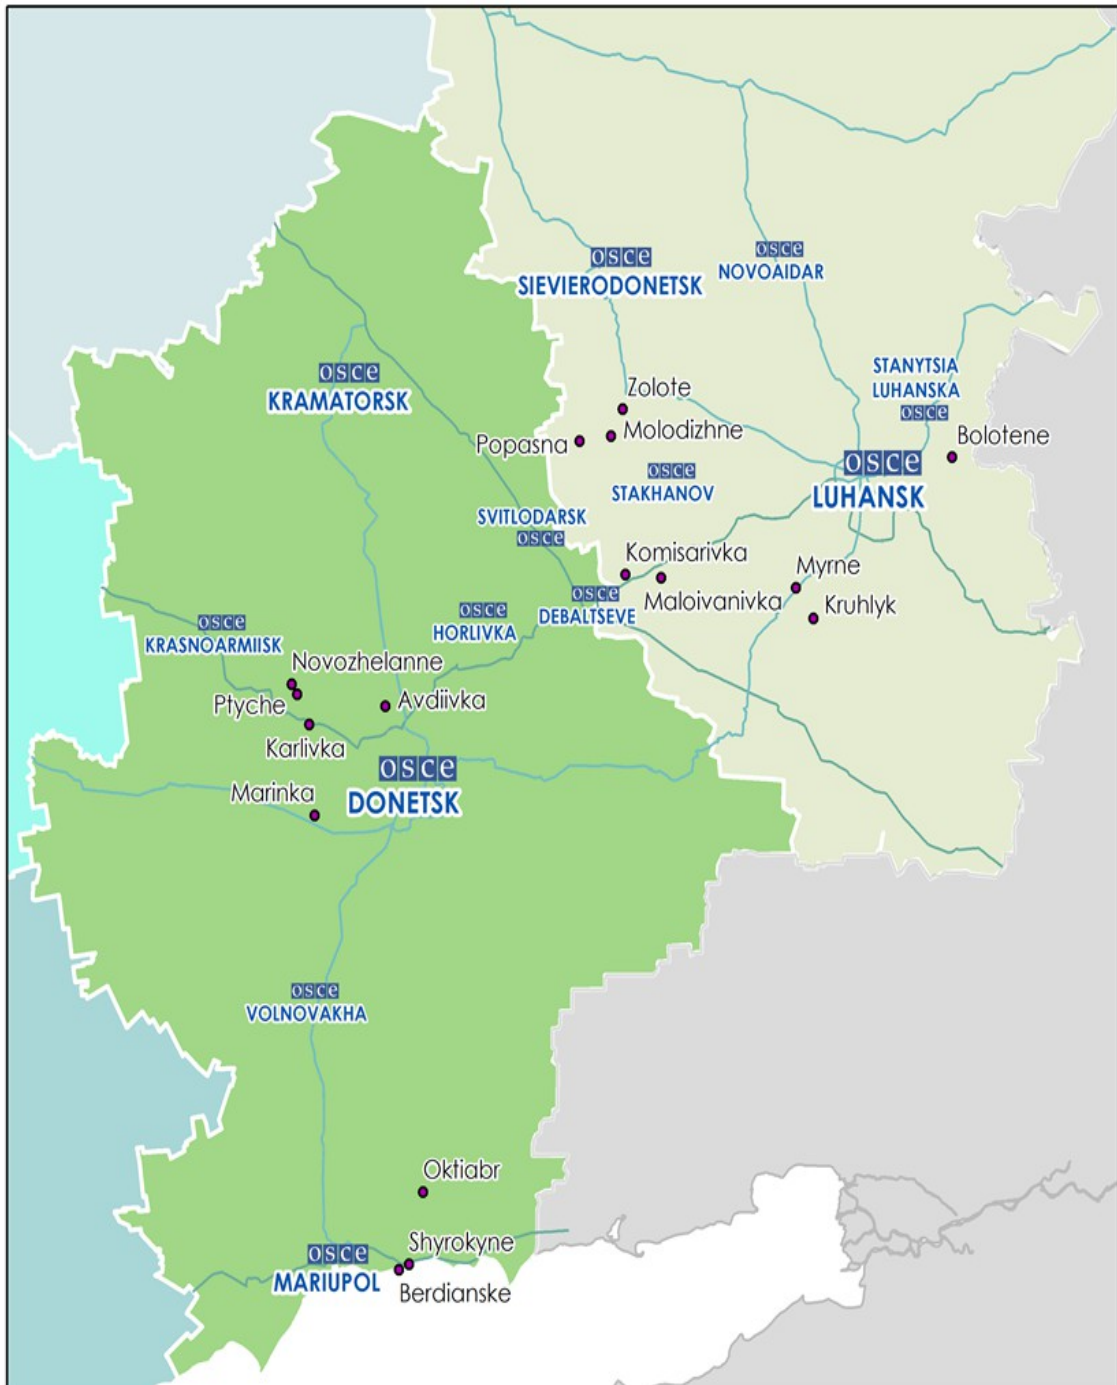 osce
SIEVIERODONETSK
osce
NOVOAIDAR
osce
KRAMATORSK
STANYTSIA
LUHANSKA
osce
Zolote
Molodizhne
Popasna
Bolotene
osce
STAKHANOV
osce
LUHANSK
SVITLODARSK
osce
Komisarivka
Maloivanivka
Myrne
Kruhlyk
osce
DEBALTSEVE
osce
HORLIVKA
osce
KRASNOARMIISK
Novozhelanne
Ptyche
Avdiivka
Karlivka
osce
DONETSK
Marinka
osce
VOLNOVAKHA
Oktiabr
Shyrokyne
osce
MARIUPOL
Berdianske